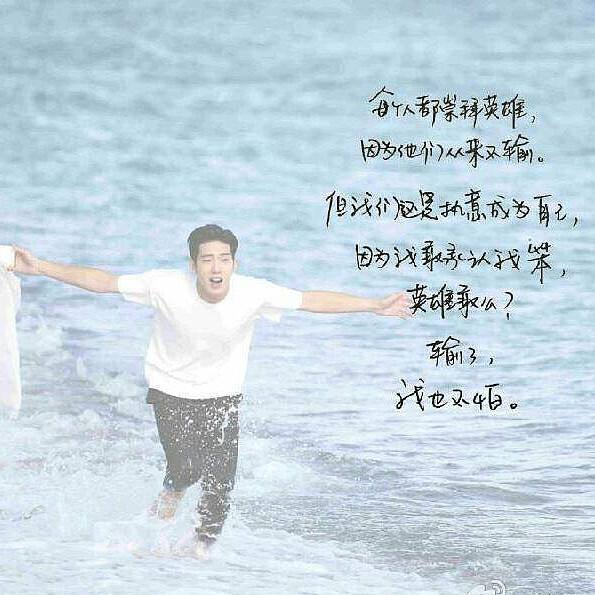 每个人都崇拜英雄，
因为他们从来不输。
但我们还是执意成为自己，
因为我敢承认我笨，
英雄敢么？
输了，
我也不怕。